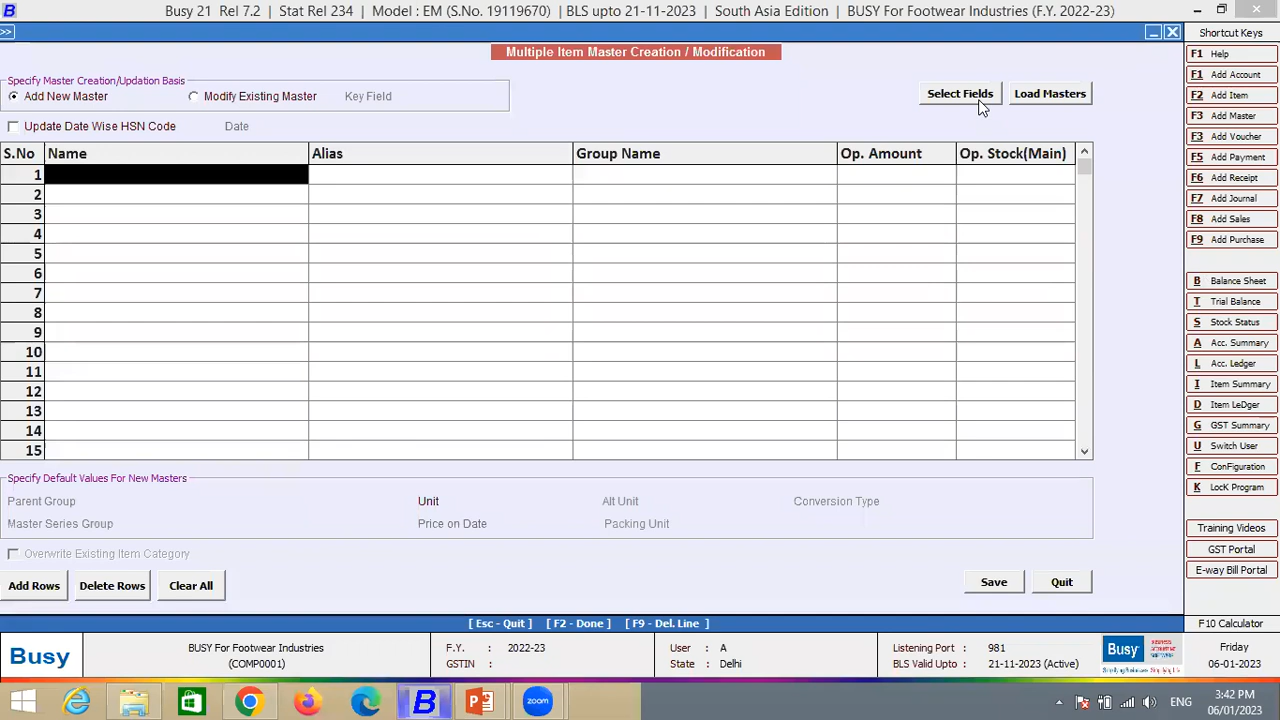 B Busy 21 Rel 7.2 | Stat Rel 234 | Model : EM (S.No. 19119670) | BLS upto 21-11-2023 | South Asia Edition | BUSY For Footwear Industries (F.Y. 2022-23)
>>
Multiple Item Master Creation / Modification
Specify Master Creation/Updation Basis
Add New Master Modify Existing Master Key Field
Select Fields Load Masters
Update Date Wise HSN Code Date
S.No Name Alias Group Name Op. Amount Op. Stock(Main)
1
2
3
4
5
6
7
8
9
10
11
12
13
14
15
Specify Default Values For New Masters
Parent Group Unit Alt Unit Conversion Type
Master Series Group Price on Date Packing Unit
Overwrite Existing Item Category
Add Rows Delete Rows Clear All Save Quit
[ Esc - Quit ] [ F2 - Done ] [ F9 - Del. Line ]
Shortcut Keys
F1 Help
F1 Add Account
F2 Add Item
F3 Add Master
F3 Add Voucher
F5 Add Payment
F6 Add Receipt
F7 Add Journal
F8 Add Sales
F9 Add Purchase
B Balance Sheet
T Trial Balance
S Stock Status
A Acc. Summary
L Acc. Ledger
I Item Summary
D Item LeDger
G GST Summary
U Switch User
F ConFiguration
K LocK Program
Training Videos
GST Portal
E-way Bill Portal
F10 Calculator
Busy
BUSY For Footwear Industries
(COMP0001)
F.Y. : 2022-23
GSTIN :
User : A
State : Delhi
Listening Port : 981
BLS Valid Upto : 21-11-2023 (Active)
Busy
Friday
06-01-2023
B zoom ENG
3:42 PM
06/01/2023